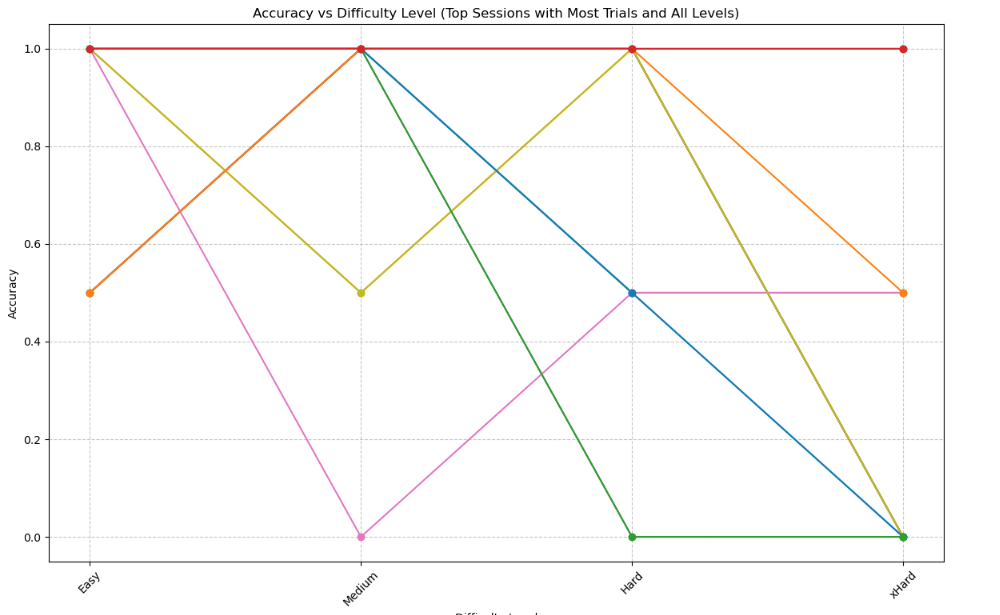 Accuracy vs Difficulty Level (Top Sessions with Most Trials and All Levels)
Accuracy
1.0
0.8
0.6
0.4
0.2
0.0
Easy
Medium
Hard
xHard